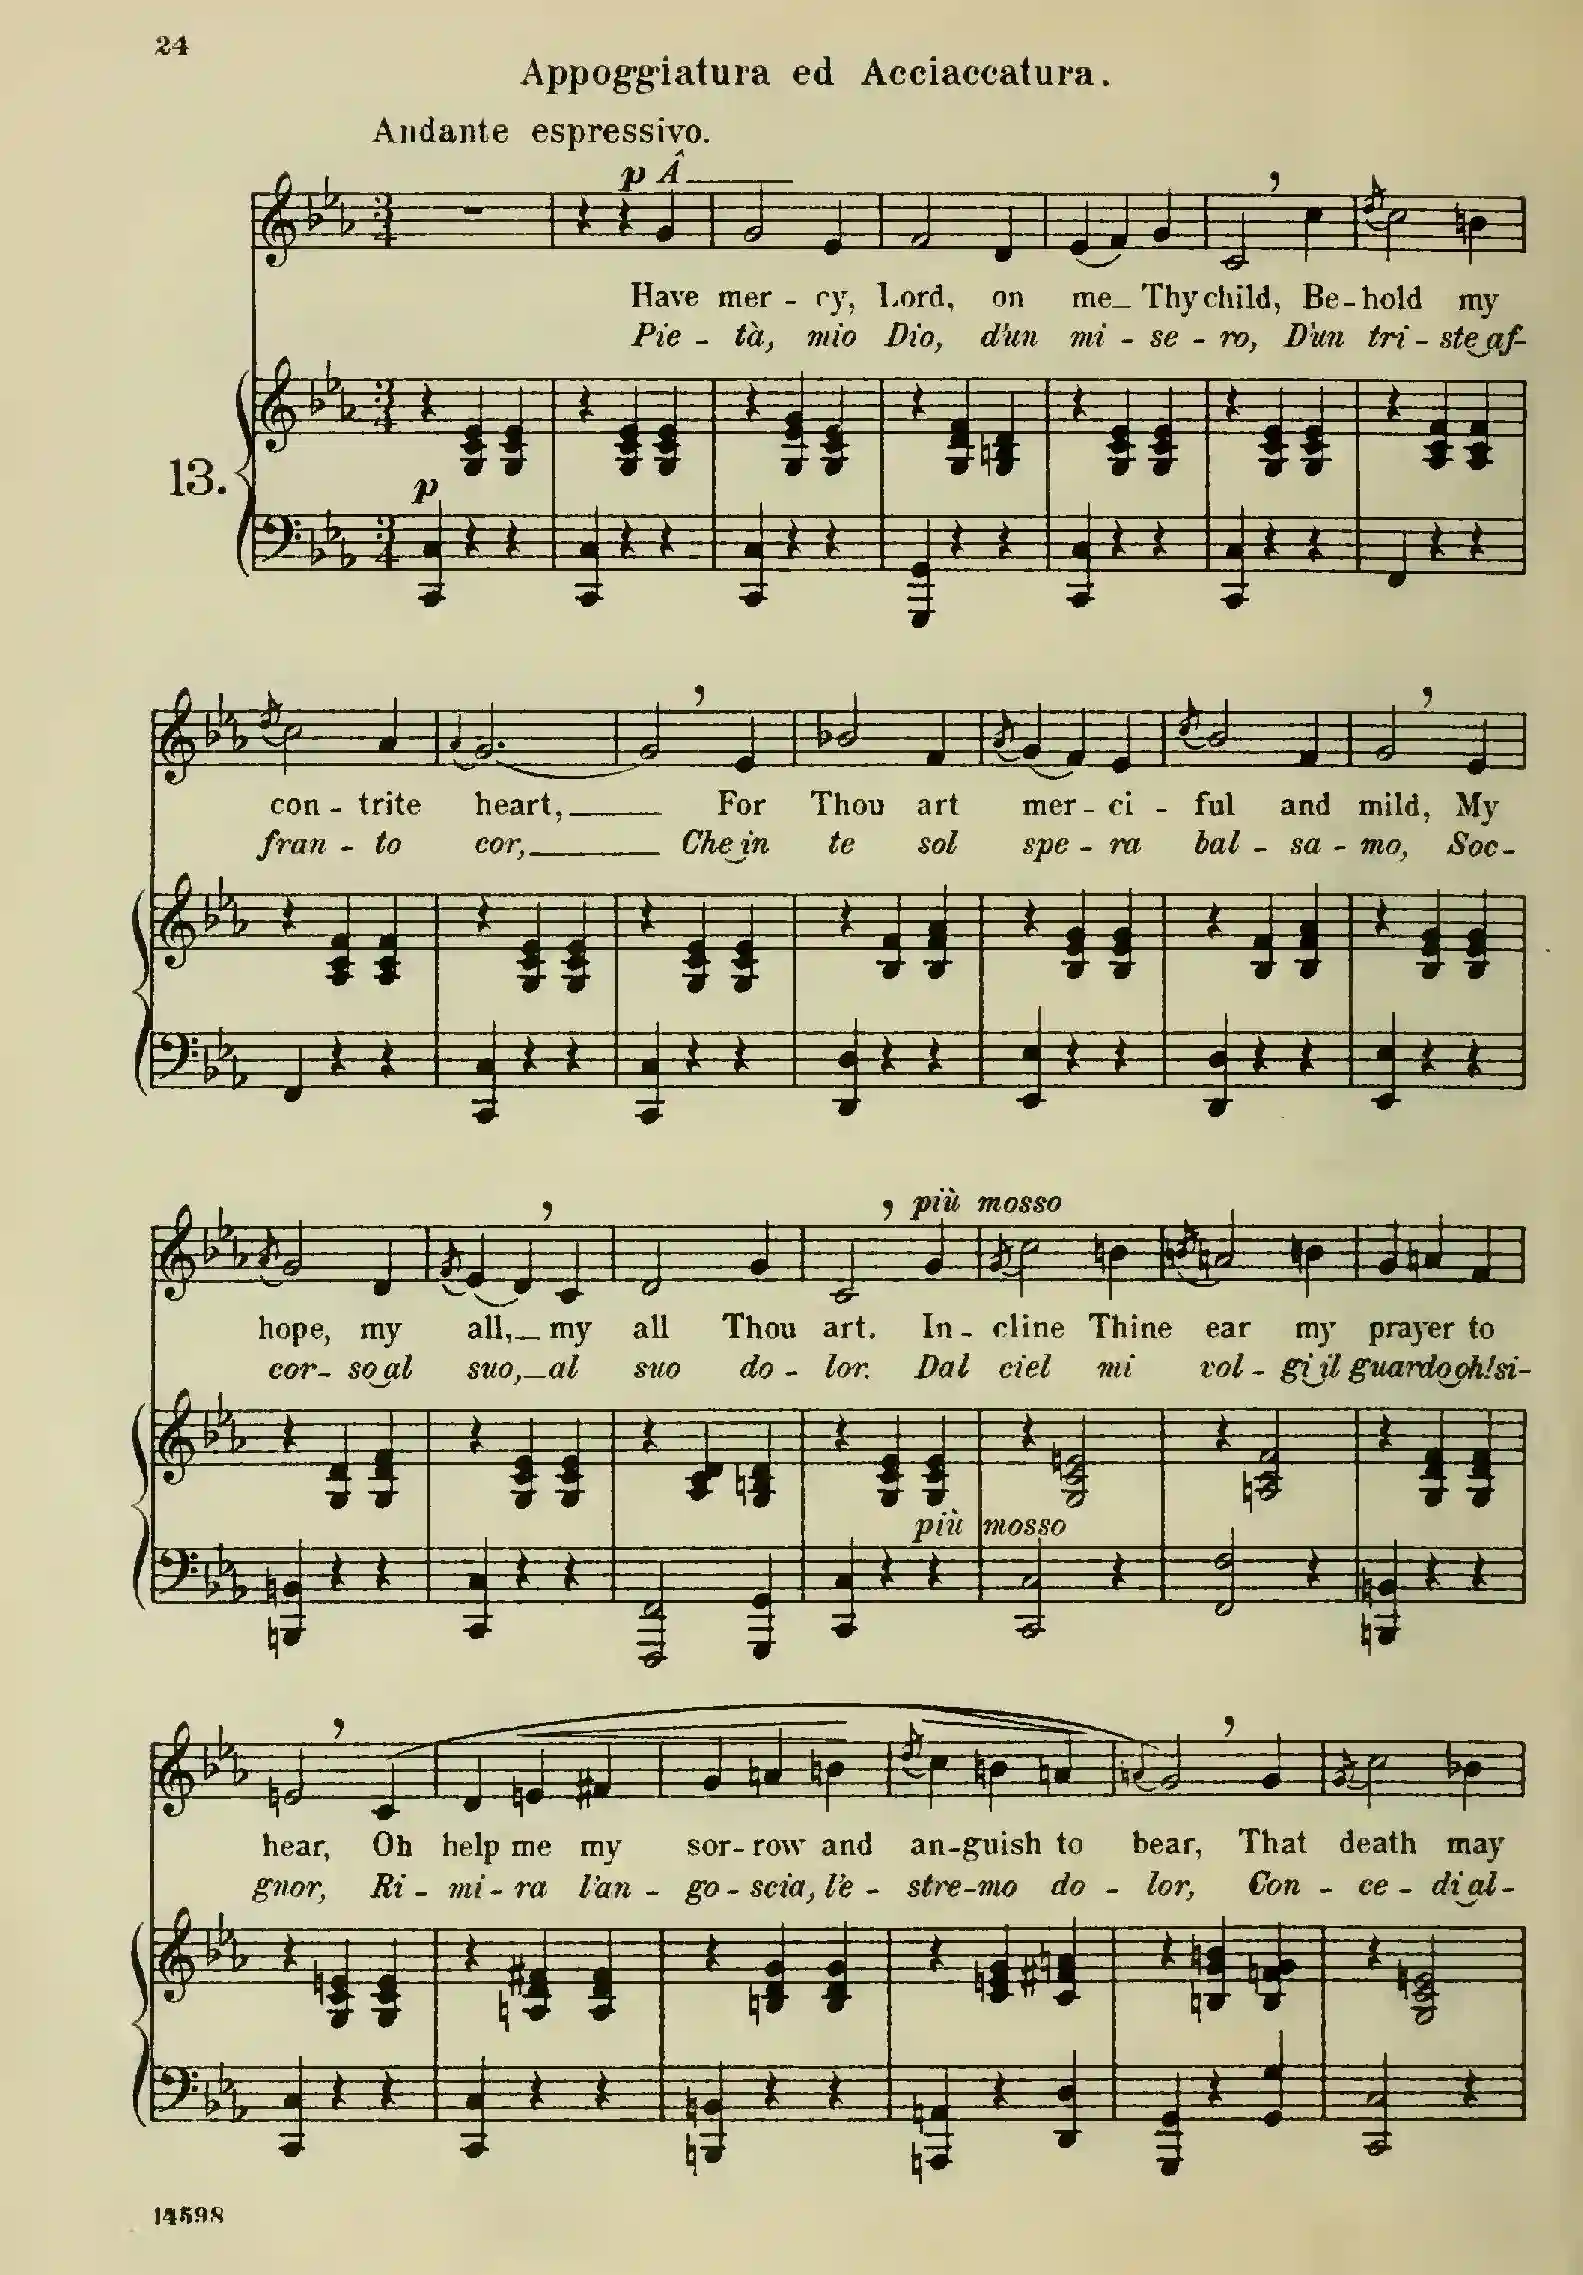 24
Appoggiatura ed Acciaccatura.
Andante espressivo.
p Â
Have mer - cy, Lord, on me_ Thy child, Be-hold my
Pie - tà, mio Dio, d'un mi - se - ro, D'un tri - ste af-
13.
p
con - trite heart, For Thou art mer - ci - ful and mild, My
fran - to cor, Che in te sol spe - ra bal - sa - mo, Soc-
più mosso
hope, my all,_ my all Thou art. In - cline Thine ear my prayer to
cor - so al suo,_ al suo do - lor. Dal ciel mi vol - gi il guardo oh! si-
più mosso
hear, Oh help me my sor - row and an-guish to bear, That death may
gnor, Ri - mi - ra l'an - go - scia, l'e - stre-mo do - lor, Con - ce - di al-
14598